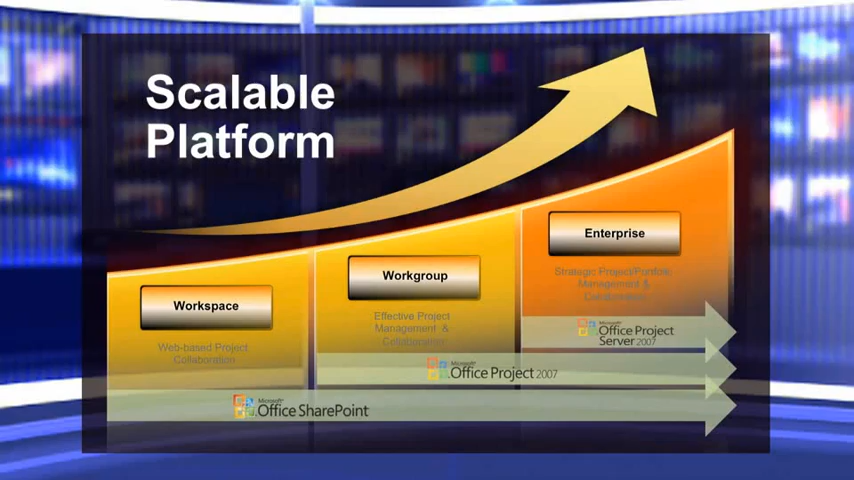 Scalable
Platform
Enterprise
Strategic Project/Portfolio
Management &
Collaboration
Workgroup
Effective Project
Management &
Collaboration
Workspace
Web-based Project
Collaboration
Microsoft®
Office Project
Server 2007
Microsoft®
Office Project 2007
Microsoft®
Office SharePoint